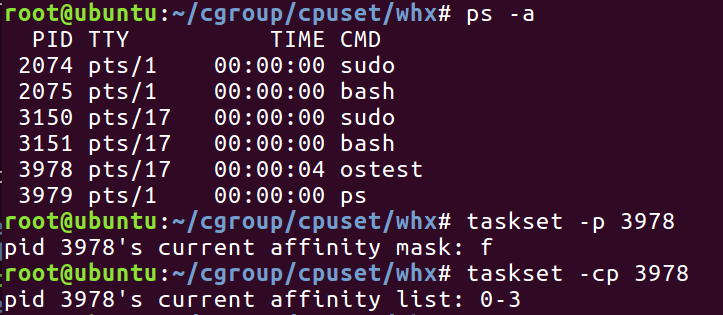 root@ubuntu:~/cgroup/cpuset/whx# ps -a
PID TTY TIME CMD
2074 pts/1 00:00:00 sudo
2075 pts/1 00:00:00 bash
3150 pts/17 00:00:00 sudo
3151 pts/17 00:00:00 bash
3978 pts/17 00:00:04 ostest
3979 pts/1 00:00:00 ps
root@ubuntu:~/cgroup/cpuset/whx# taskset -p 3978
pid 3978's current affinity mask: f
root@ubuntu:~/cgroup/cpuset/whx# taskset -cp 3978
pid 3978's current affinity list: 0-3